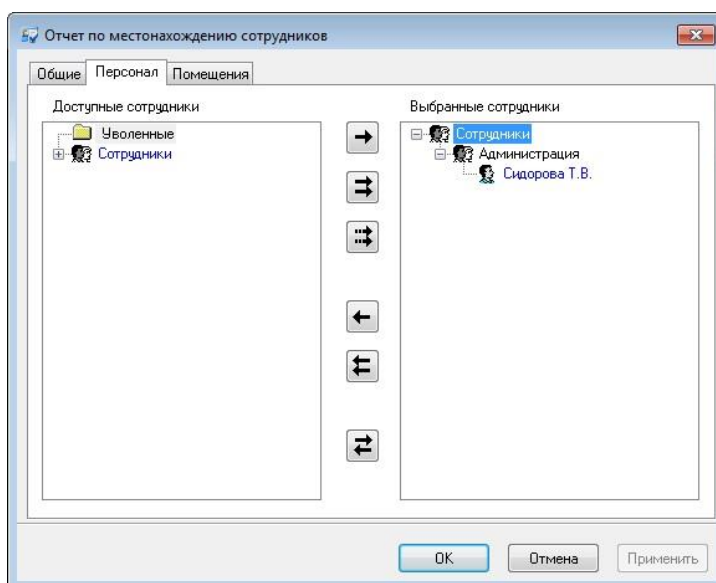 Отчет по местонахождению сотрудников
Общие Персонал Помещения
Доступные сотрудники
Уволенные
Сотрудники
Выбранные сотрудники
Сотрудники
Администрация
Сидорова Т.В.
OK Отмена Применить